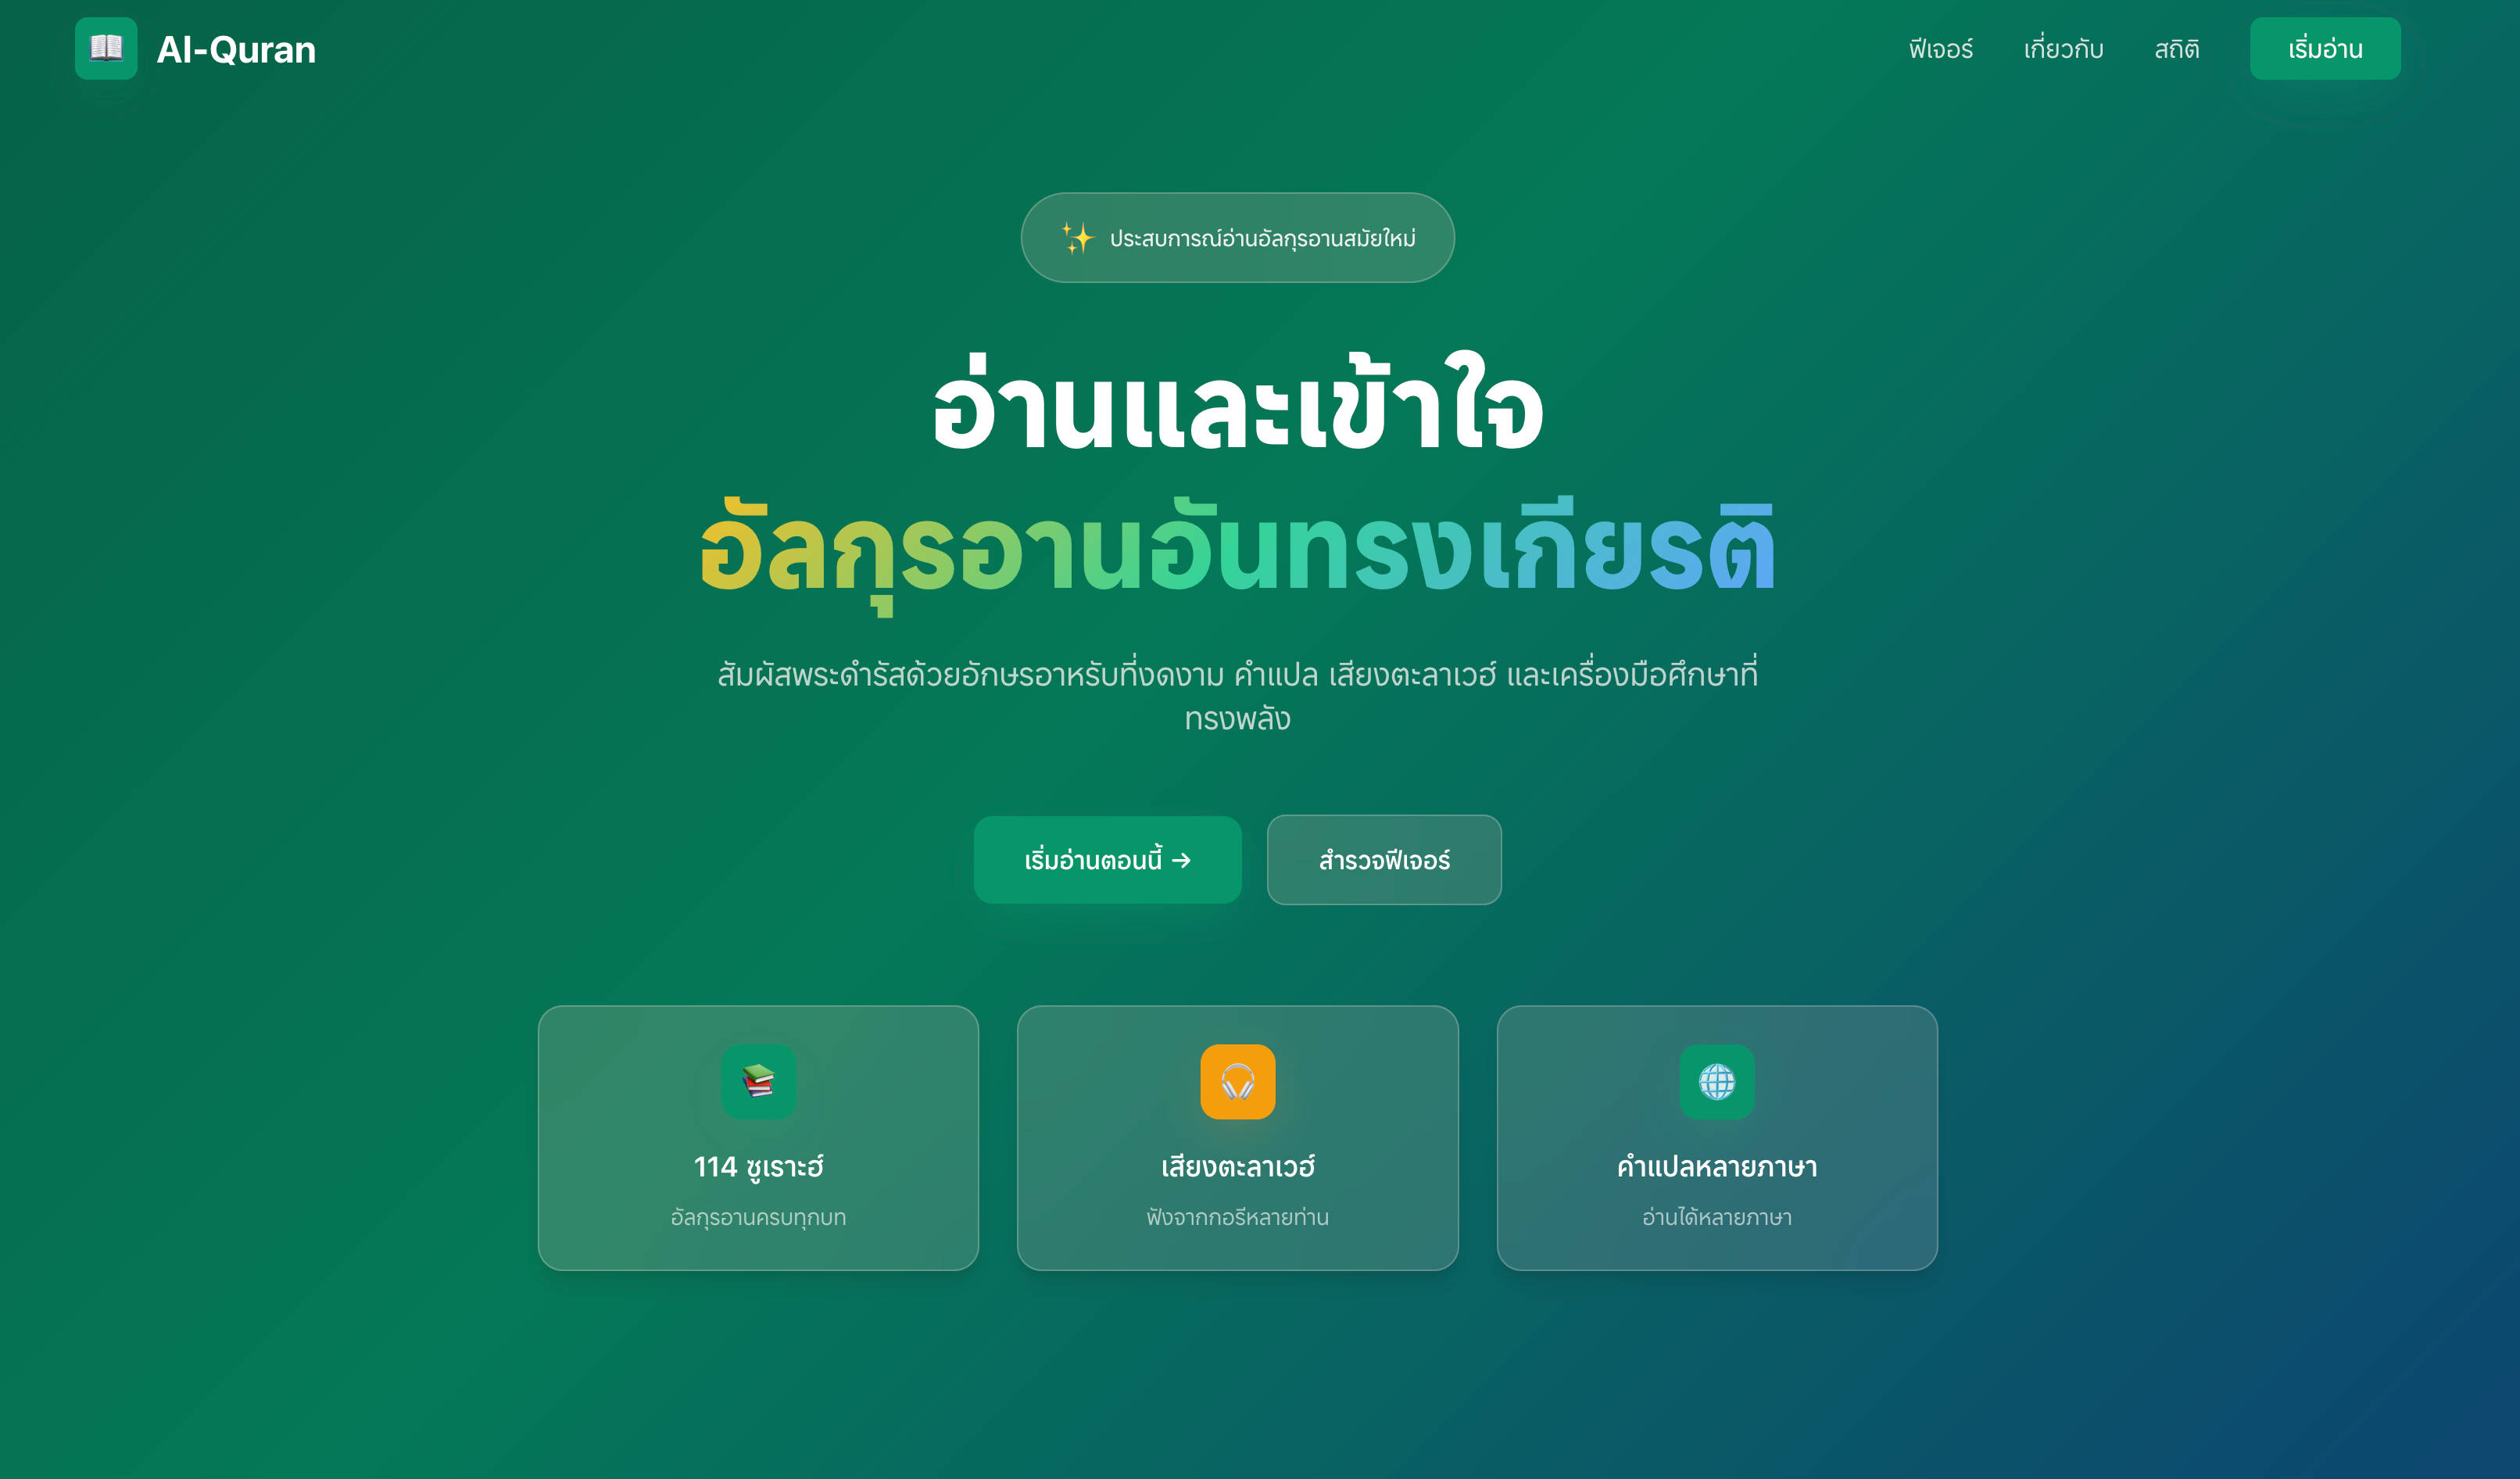 Al-Quran
ฟีเจอร์
เกี่ยวกับ
สถิติ
เริ่มอ่าน
ประสบการณ์อ่านอัลกุรอานสมัยใหม่
อ่านและเข้าใจ
อัลกุรอานอันทรงเกียรติ
สัมผัสพระดำรัสด้วยอักษรอาหรับที่งดงาม คำแปล เสียงตะลาเวฮ์ และเครื่องมือศึกษาที่
ทรงพลัง
เริ่มอ่านตอนนี้ →
สำรวจฟีเจอร์
114 ซูเราะฮ์
อัลกุรอานครบทุกบท
เสียงตะลาเวฮ์
ฟังจากกอรีหลายท่าน
คำแปลหลายภาษา
อ่านได้หลายภาษา